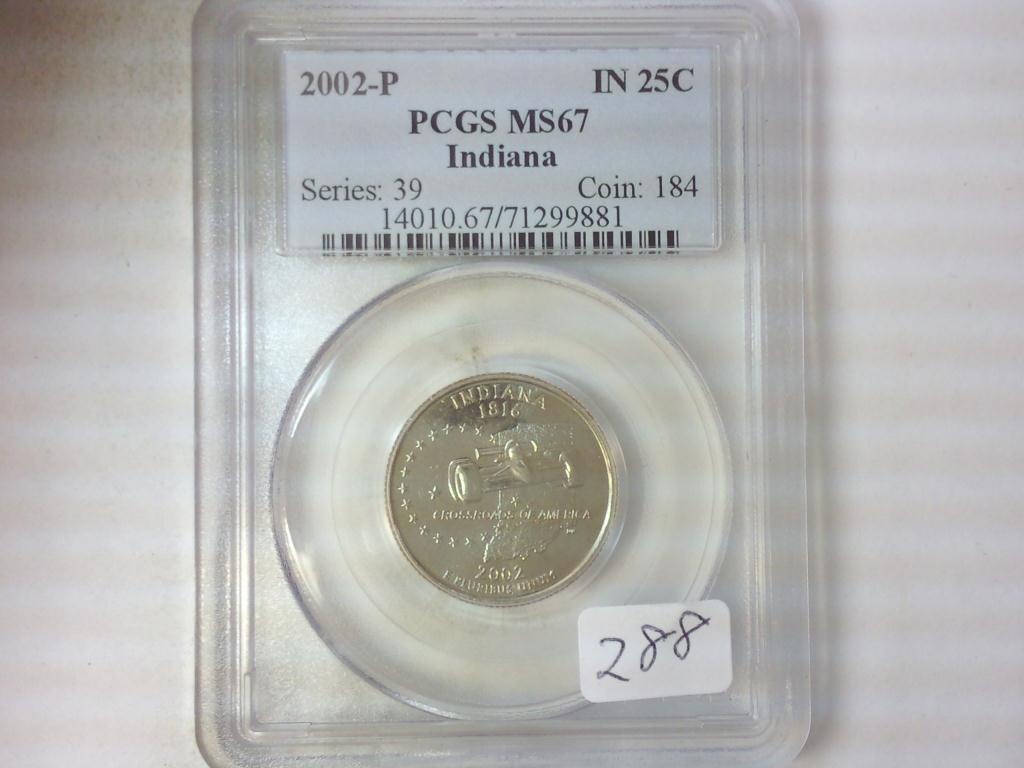 2002-P IN 25C
PCGS MS67
Indiana
Series: 39 Coin: 184
14010.67/71299881
INDIANA
1816
CROSSROADS OF AMERICA
2002
E PLURIBUS UNUM
288